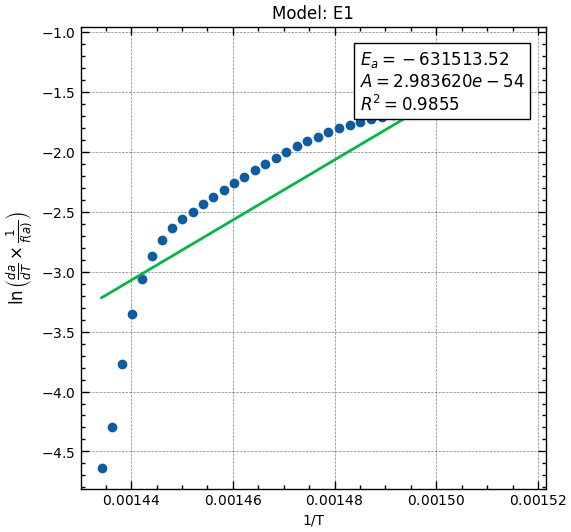 Model: E1
E_a = −631513.52
A = 2.983620e − 54
R² = 0.9855
−1.0
−1.5
−2.0
−2.5
−3.0
−3.5
−4.0
−4.5
ln(da/dT × 1/f(a))
0.00144 0.00146 0.00148 0.00150 0.00152
1/T